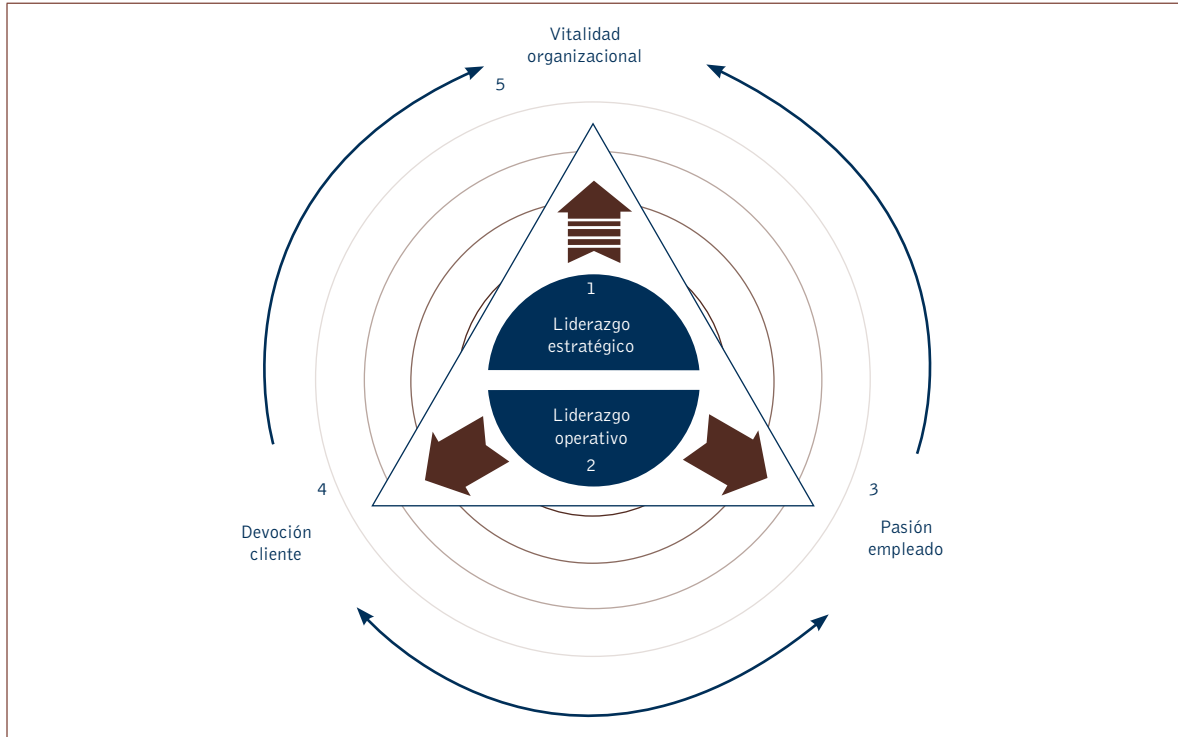 Vitalidad
organizacional
5
1
Liderazgo
estratégico
Liderazgo
operativo
2
4
Devoción
cliente
3
Pasión
empleado